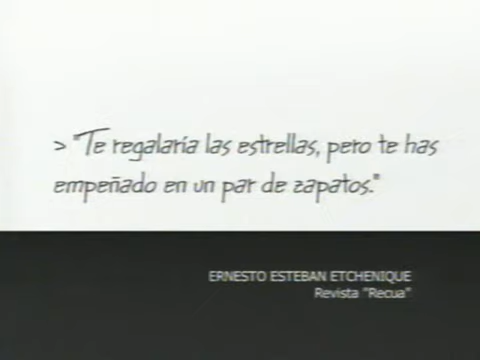 > "Te regalaría las estrellas, pero te has
empeñado en un par de zapatos."
ERNESTO ESTEBAN ETCHENIQUE
Revista "Recua"